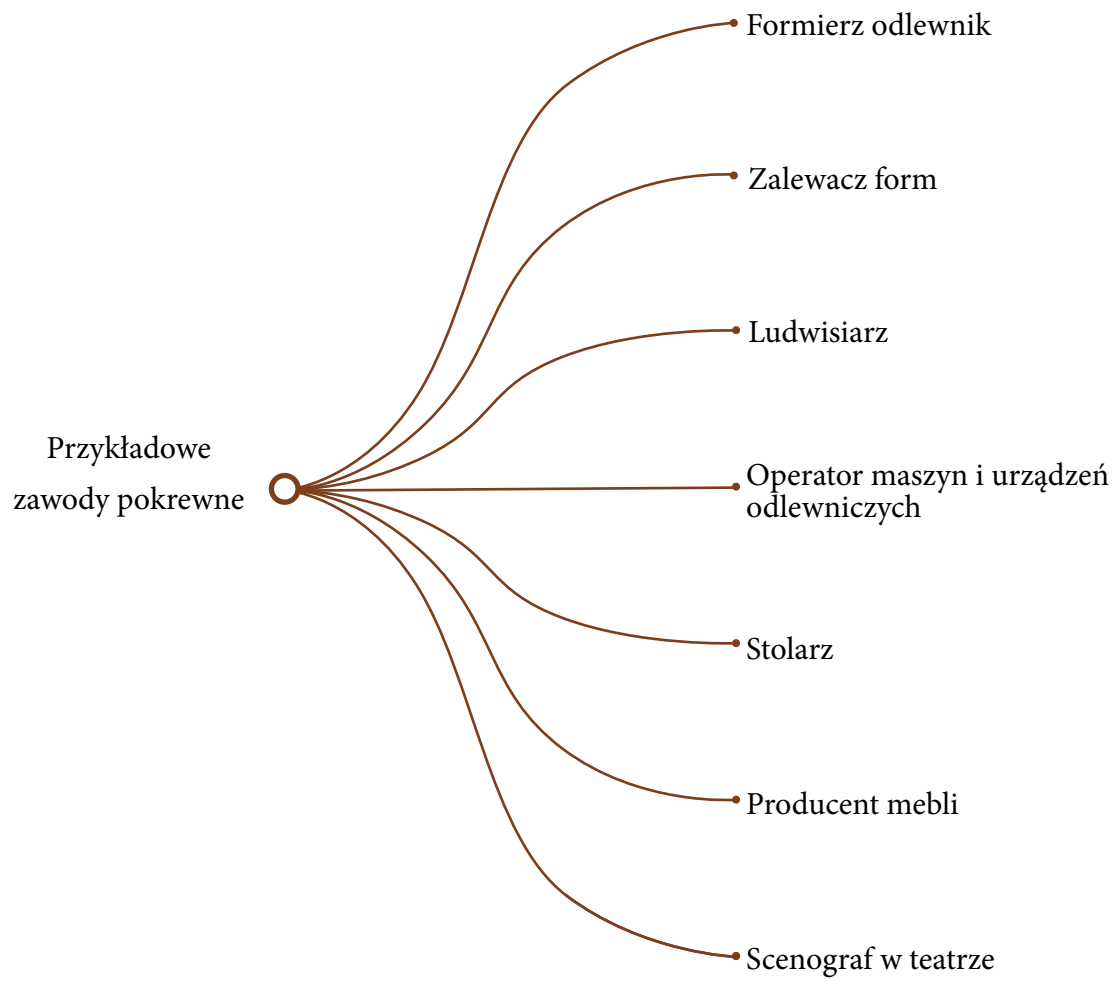 Przykładowe
zawody pokrewne
Formierz odlewnik
Zalewacz form
Ludwisiarz
Operator maszyn i urządzeń
odlewniczych
Stolarz
Producent mebli
Scenograf w teatrze